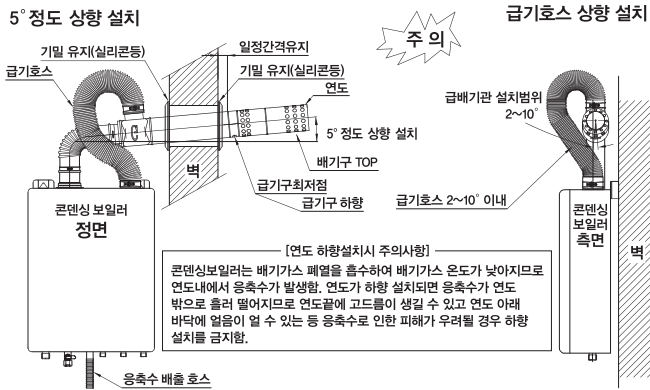 5°정도 상향 설치
급기호스 상향 설치
주 의
일정간격유지
기밀 유지(실리콘등)
기밀 유지(실리콘등)
급기호스
연도
급배기관 설치범위
2~10°
5°정도 상향 설치
배기구 TOP
벽
급기구최저점
급기구 하향
급기호스 2~10° 이내
콘덴싱 보일러
정면
콘덴싱
보일러
측면
벽
[연도 하향설치시 주의사항]
콘덴싱보일러는 배기가스 폐열을 흡수하여 배기가스 온도가 낮아지므로
연도내에서 응축수가 발생함. 연도가 하향 설치되면 응축수가 연도
밖으로 흘러 떨어지므로 연도끝에 고드름이 생길 수 있고 연도 아래
바닥에 얼음이 얼 수 있는 등 응축수로 인한 피해가 우려될 경우 하향
설치를 금지함.
응축수 배출 호스